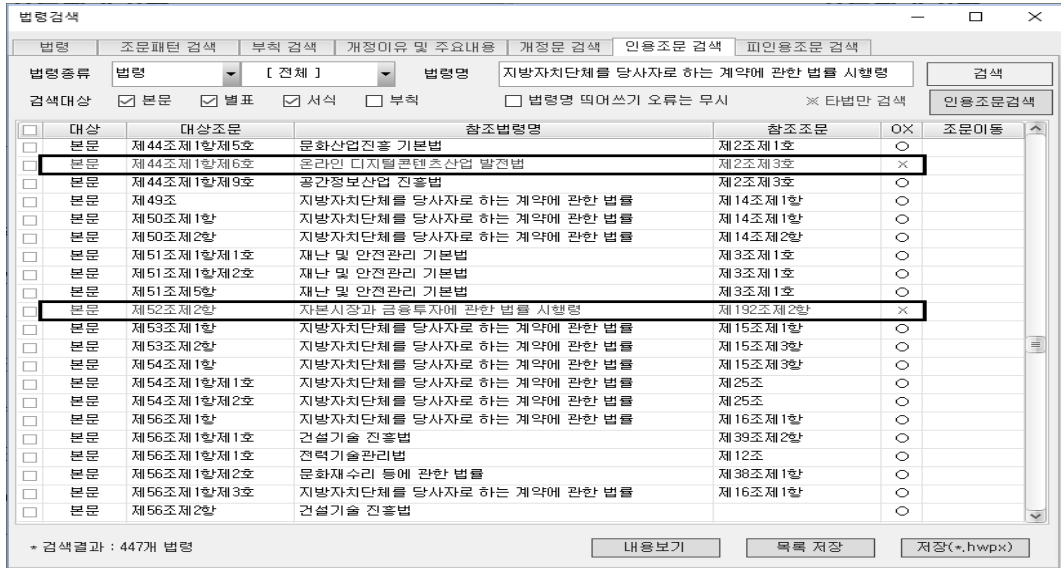 법령검색
법령 조문패턴 검색 부칙 검색 개정이유 및 주요내용 개정문 검색 인용조문 검색 피인용조문 검색
법령종류 법령 [ 전체 ] 법령명 지방자치단체를 당사자로 하는 계약에 관한 법률 시행령 검색
검색대상 본문 별표 서식 부칙 법령명 띄어쓰기 오류는 무시 ※ 타법만 검색 인용조문검색
대상 대상조문 참조법령명 참조조문 OX 조문이동
본문 제44조제1항제5호 문화산업진흥 기본법 제2조제1호 ○
본문 제44조제1항제6호 온라인 디지털콘텐츠산업 발전법 제2조제3호 ×
본문 제44조제1항제9호 공간정보산업 진흥법 제2조제3호 ○
본문 제49조 지방자치단체를 당사자로 하는 계약에 관한 법률 제14조제1항 ○
본문 제50조제1항 지방자치단체를 당사자로 하는 계약에 관한 법률 제14조제1항 ○
본문 제50조제2항 지방자치단체를 당사자로 하는 계약에 관한 법률 제14조제2항 ○
본문 제51조제1항제1호 재난 및 안전관리 기본법 제3조제1호 ○
본문 제51조제1항제2호 재난 및 안전관리 기본법 제3조제1호 ○
본문 제51조제5항 재난 및 안전관리 기본법 제3조제1호 ○
본문 제52조제2항 자본시장과 금융투자에 관한 법률 시행령 제192조제2항 ×
본문 제53조제1항 지방자치단체를 당사자로 하는 계약에 관한 법률 제15조제1항 ○
본문 제53조제2항 지방자치단체를 당사자로 하는 계약에 관한 법률 제15조제3항 ○
본문 제54조제1항 지방자치단체를 당사자로 하는 계약에 관한 법률 제15조제3항 ○
본문 제54조제1항제1호 지방자치단체를 당사자로 하는 계약에 관한 법률 제25조 ○
본문 제54조제1항제2호 지방자치단체를 당사자로 하는 계약에 관한 법률 제25조 ○
본문 제56조제1항 지방자치단체를 당사자로 하는 계약에 관한 법률 제16조제1항 ○
본문 제56조제1항제1호 건설기술 진흥법 제39조제2항 ○
본문 제56조제1항제1호 전력기술관리법 제12조 ○
본문 제56조제1항제2호 문화재수리 등에 관한 법률 제38조제1항 ○
본문 제56조제1항제3호 지방자치단체를 당사자로 하는 계약에 관한 법률 제16조제1항 ○
본문 제56조제2항 건설기술 진흥법 ○
* 검색결과 : 447개 법령 내용보기 목록 저장 저장(*.hwpx)